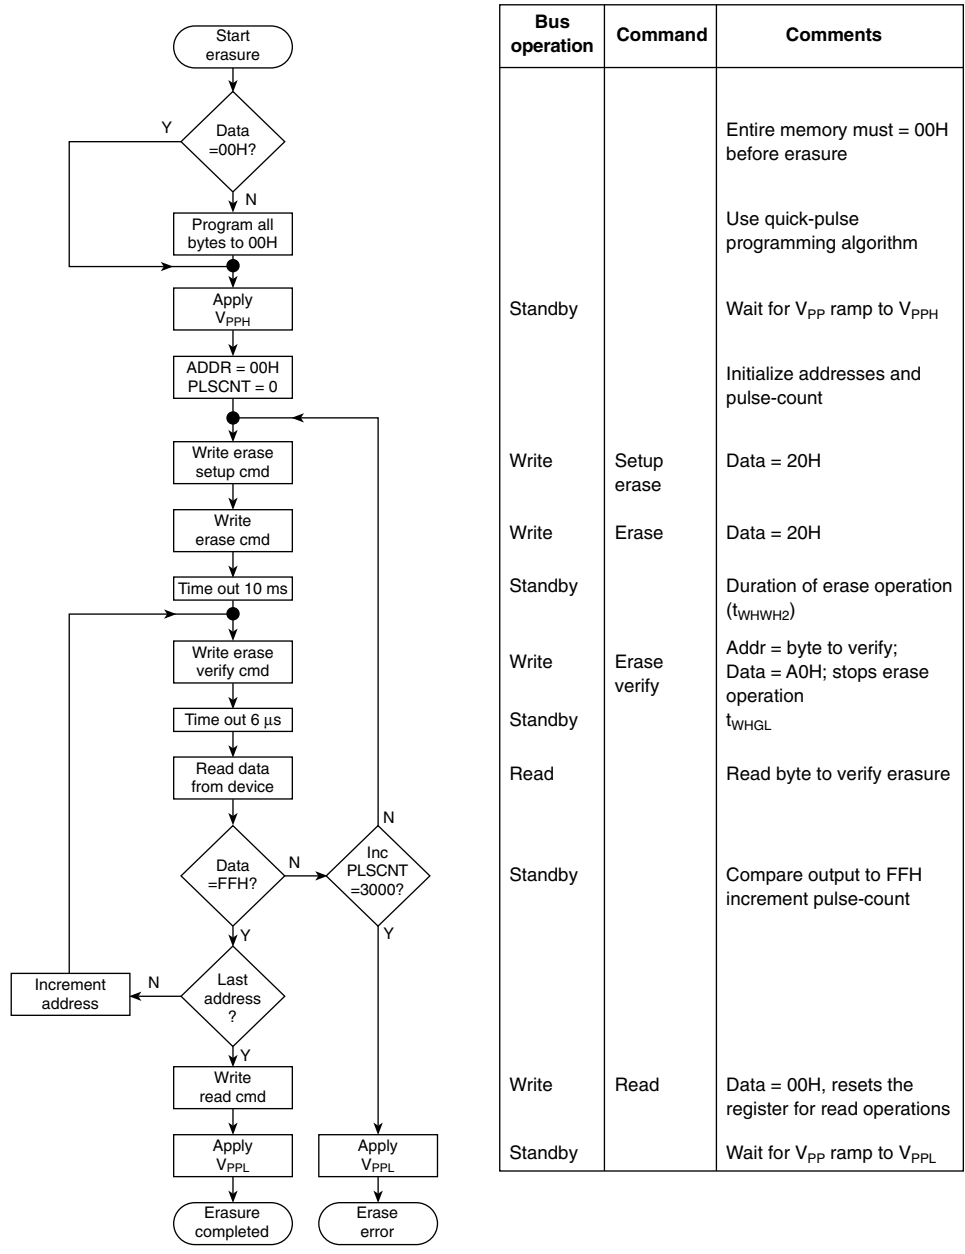 Start
erasure
Data
=00H?
Y
N
Program all
bytes to 00H
Apply
VPPH
ADDR = 00H
PLSCNT = 0
Write erase
setup cmd
Write
erase cmd
Time out 10 ms
Write erase
verify cmd
Time out 6 µs
Read data
from device
Data
=FFH?
N
Y
Inc
PLSCNT
=3000?
N
Y
Last
address
?
N
Y
Increment
address
Write
read cmd
Apply
VPPL
Erasure
completed
Apply
VPPL
Erase
error
Bus
operation
Command
Comments
Entire memory must = 00H
before erasure
Use quick-pulse
programming algorithm
Standby
Wait for VPP ramp to VPPH
Initialize addresses and
pulse-count
Write
Setup
erase
Data = 20H
Write
Erase
Data = 20H
Standby
Duration of erase operation
(tWHWH2)
Write
Erase
verify
Addr = byte to verify;
Data = A0H; stops erase
operation
Standby
tWHGL
Read
Read byte to verify erasure
Standby
Compare output to FFH
increment pulse-count
Write
Read
Data = 00H, resets the
register for read operations
Standby
Wait for VPP ramp to VPPL